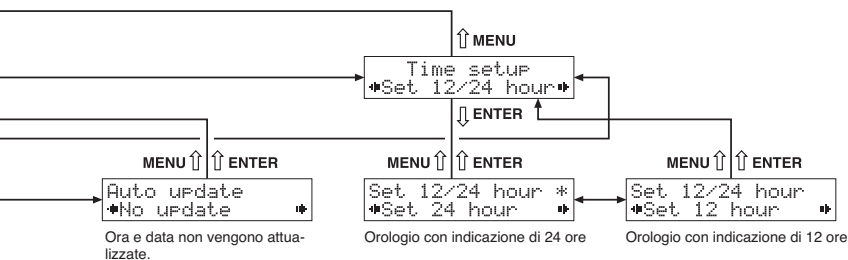 MENU
Time setup
Set 12/24 hour
ENTER
MENU ENTER
MENU ENTER
MENU ENTER
Auto update
No update
Set 12/24 hour *
Set 24 hour
Set 12/24 hour
Set 12 hour
Ora e data non vengono attua-
lizzate.
Orologio con indicazione di 24 ore
Orologio con indicazione di 12 ore